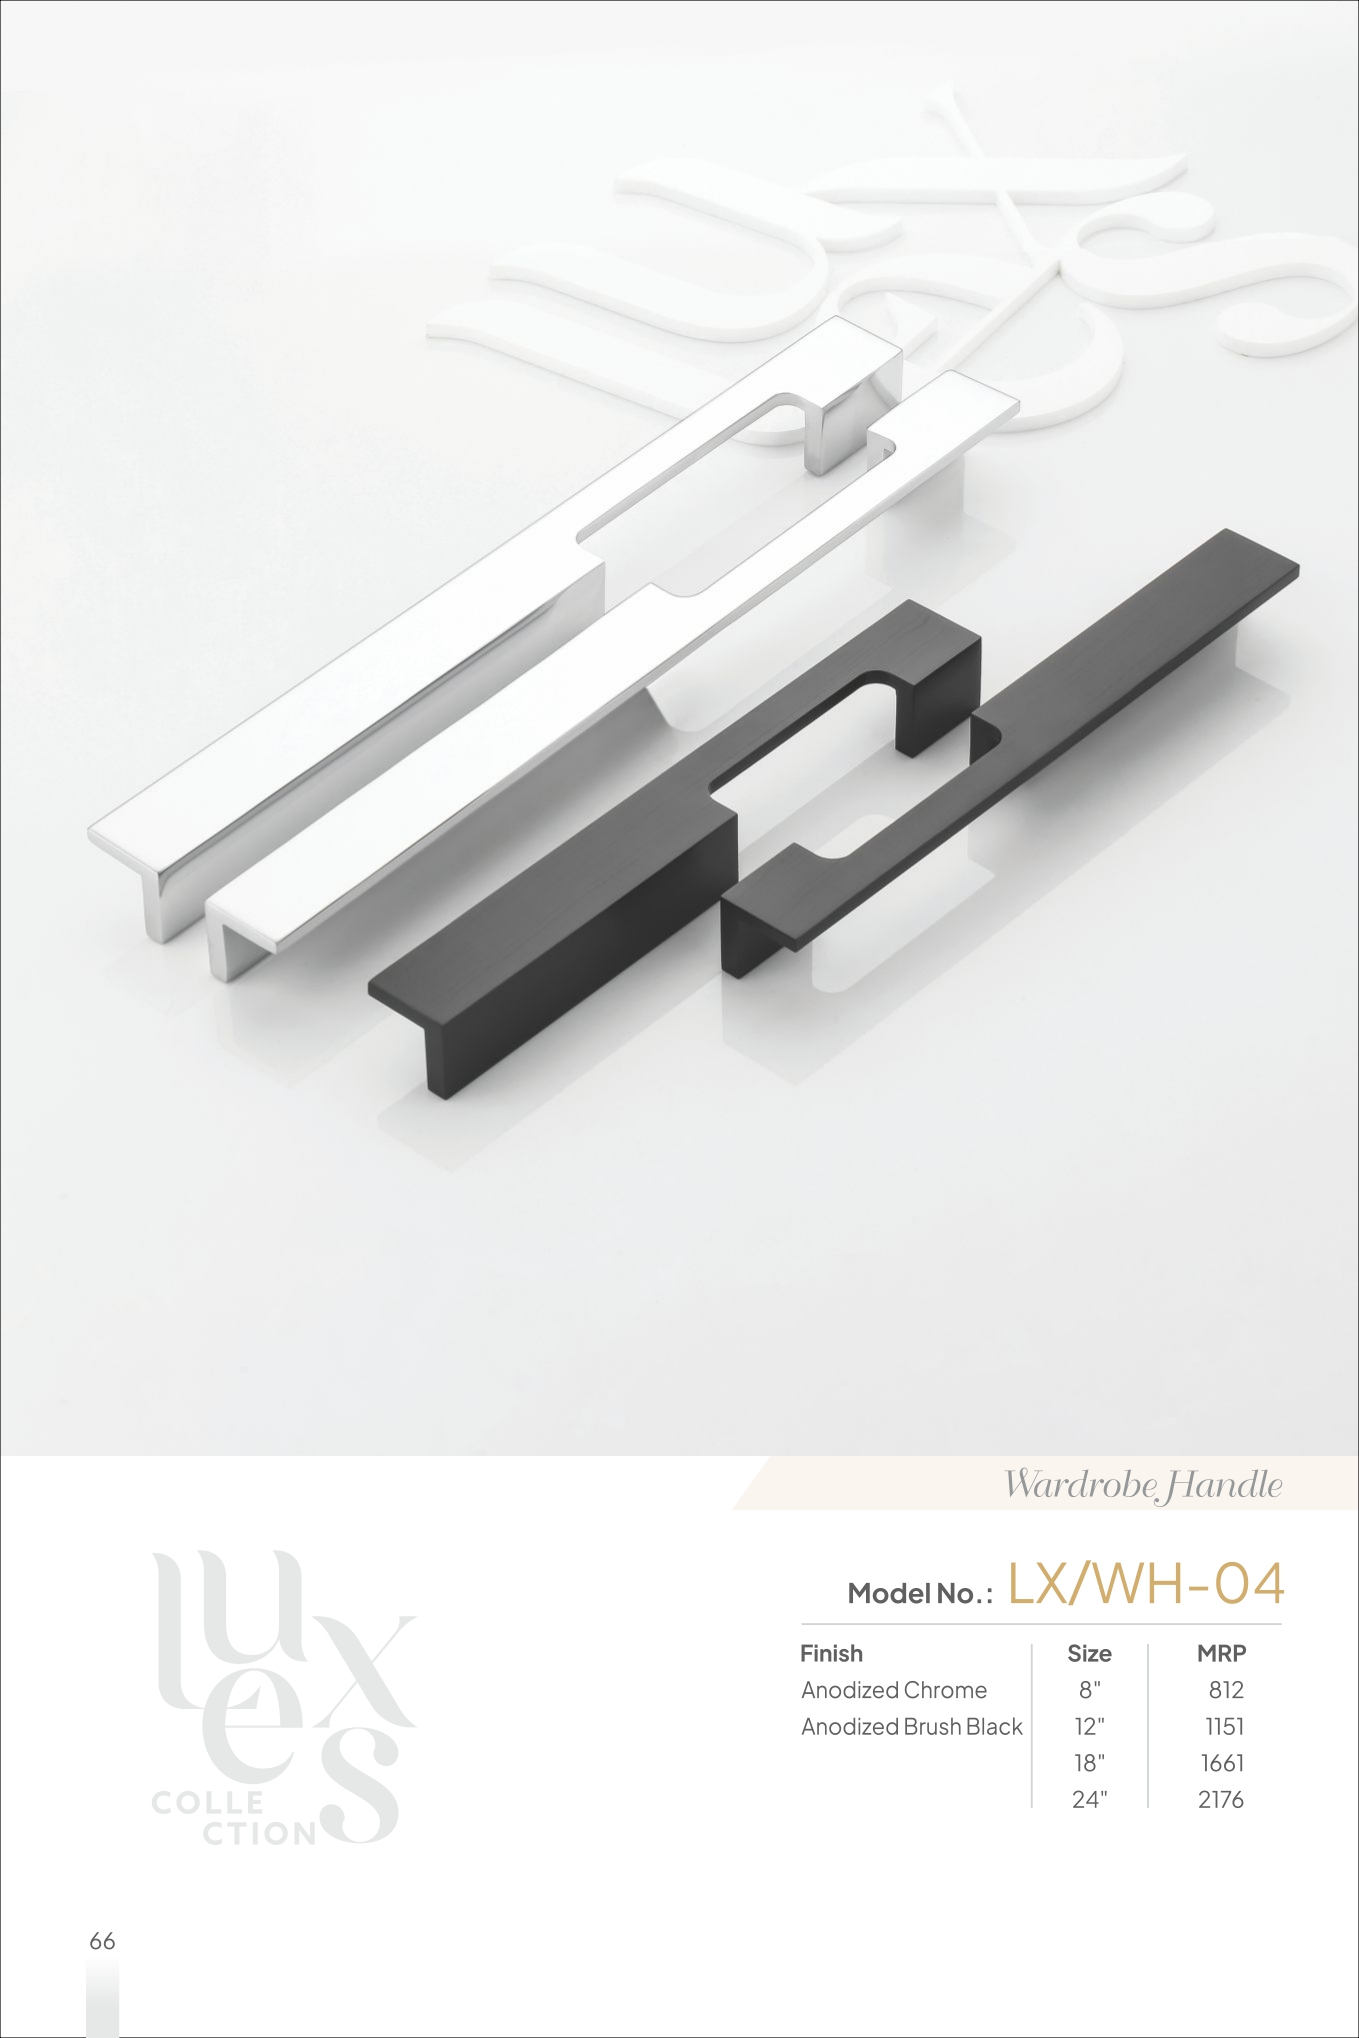 Wardrobe Handle
luxes
COLLE
CTION
Model No.: LX/WH-04
Finish Size MRP
Anodized Chrome 8" 812
Anodized Brush Black 12" 1151
18" 1661
24" 2176
66